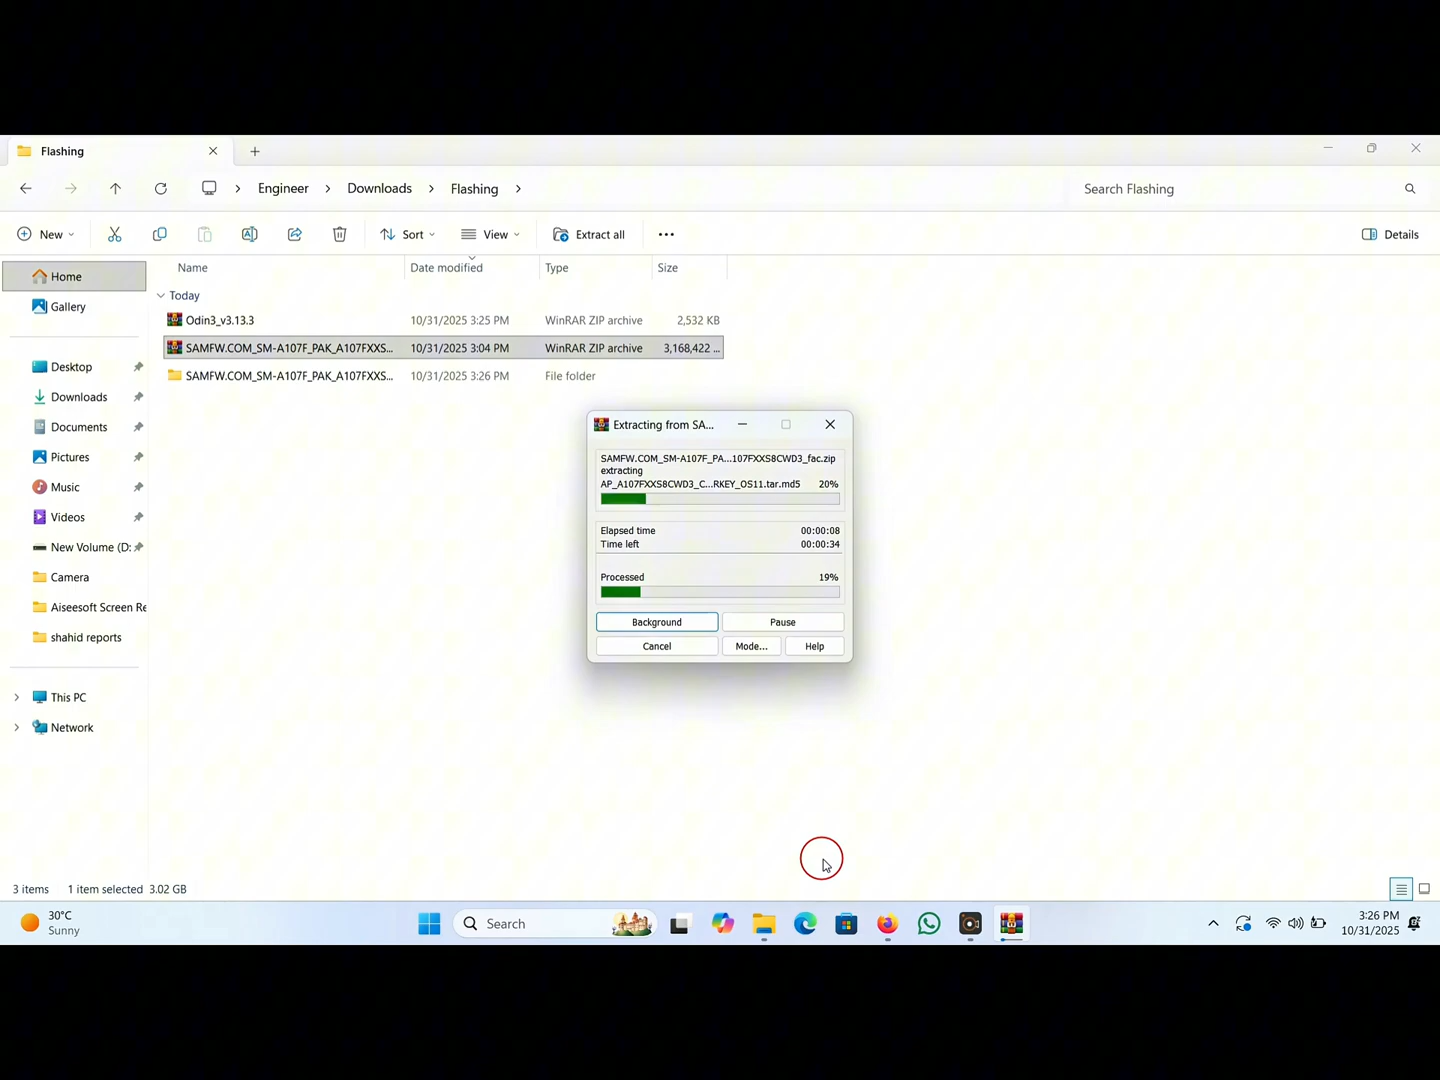 Flashing
Engineer Downloads Flashing
Search Flashing
New
Sort
View
Extract all
Details
Name Date modified Type Size
Today
Odin3_v3.13.3 10/31/2025 3:25 PM WinRAR ZIP archive 2,532 KB
SAMFW.COM_SM-A107F_PAK_A107FXXS... 10/31/2025 3:04 PM WinRAR ZIP archive 3,168,422 ...
SAMFW.COM_SM-A107F_PAK_A107FXXS... 10/31/2025 3:26 PM File folder
Home
Gallery
Desktop
Downloads
Documents
Pictures
Music
Videos
New Volume (D:
Camera
Aiseesoft Screen Re
shahid reports
This PC
Network
Extracting from SA...
SAMFW.COM_SM-A107F_PA...107FXXS8CWD3_fac.zip
extracting
AP_A107FXXS8CWD3_C...RKEY_OS11.tar.md5 20%
Elapsed time 00:00:08
Time left 00:00:34
Processed 19%
Background Pause
Cancel Mode... Help
3 items 1 item selected 3.02 GB
30°C
Sunny
Search
3:26 PM
10/31/2025